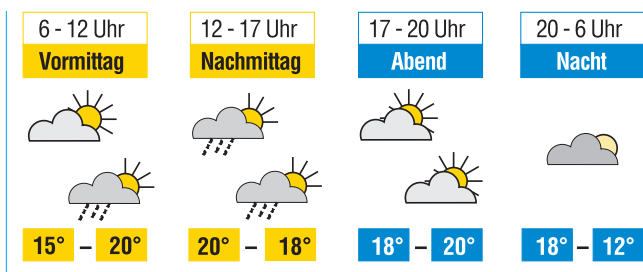 6 - 12 Uhr
Vormittag
15° – 20°
12 - 17 Uhr
Nachmittag
20° – 18°
17 - 20 Uhr
Abend
18° – 20°
20 - 6 Uhr
Nacht
18° – 12°